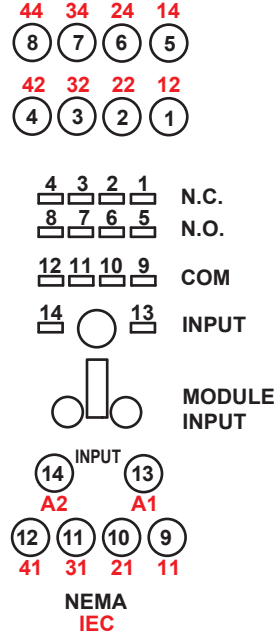 44 34 24 14
8 7 6 5
42 32 22 12
4 3 2 1
4 3 2 1 N.C.
8 7 6 5 N.O.
12 11 10 9 COM
14 13 INPUT
MODULE
INPUT
INPUT
14 13
A2 A1
12 11 10 9
41 31 21 11
NEMA
IEC